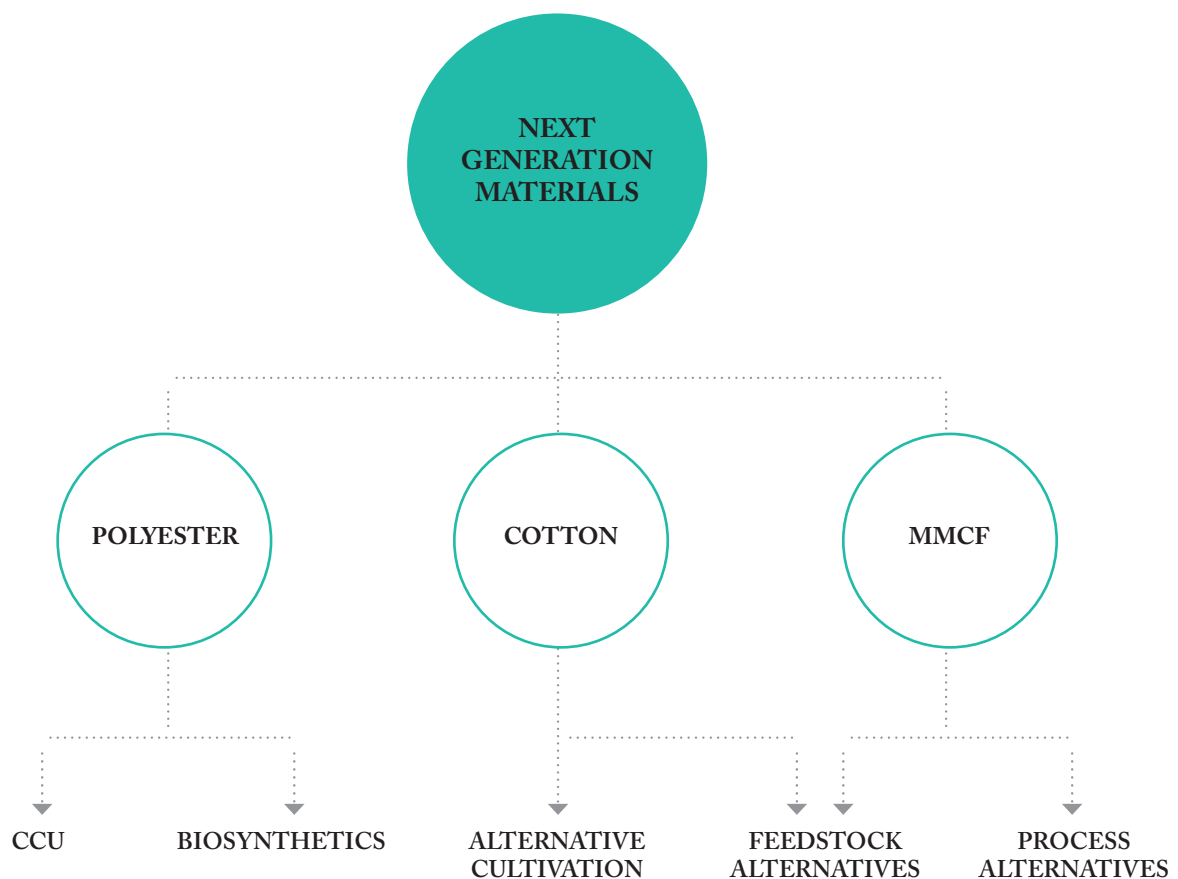 NEXT
GENERATION
MATERIALS
POLYESTER
COTTON
MMCF
CCU
BIOSYNTHETICS
ALTERNATIVE
CULTIVATION
FEEDSTOCK
ALTERNATIVES
PROCESS
ALTERNATIVES